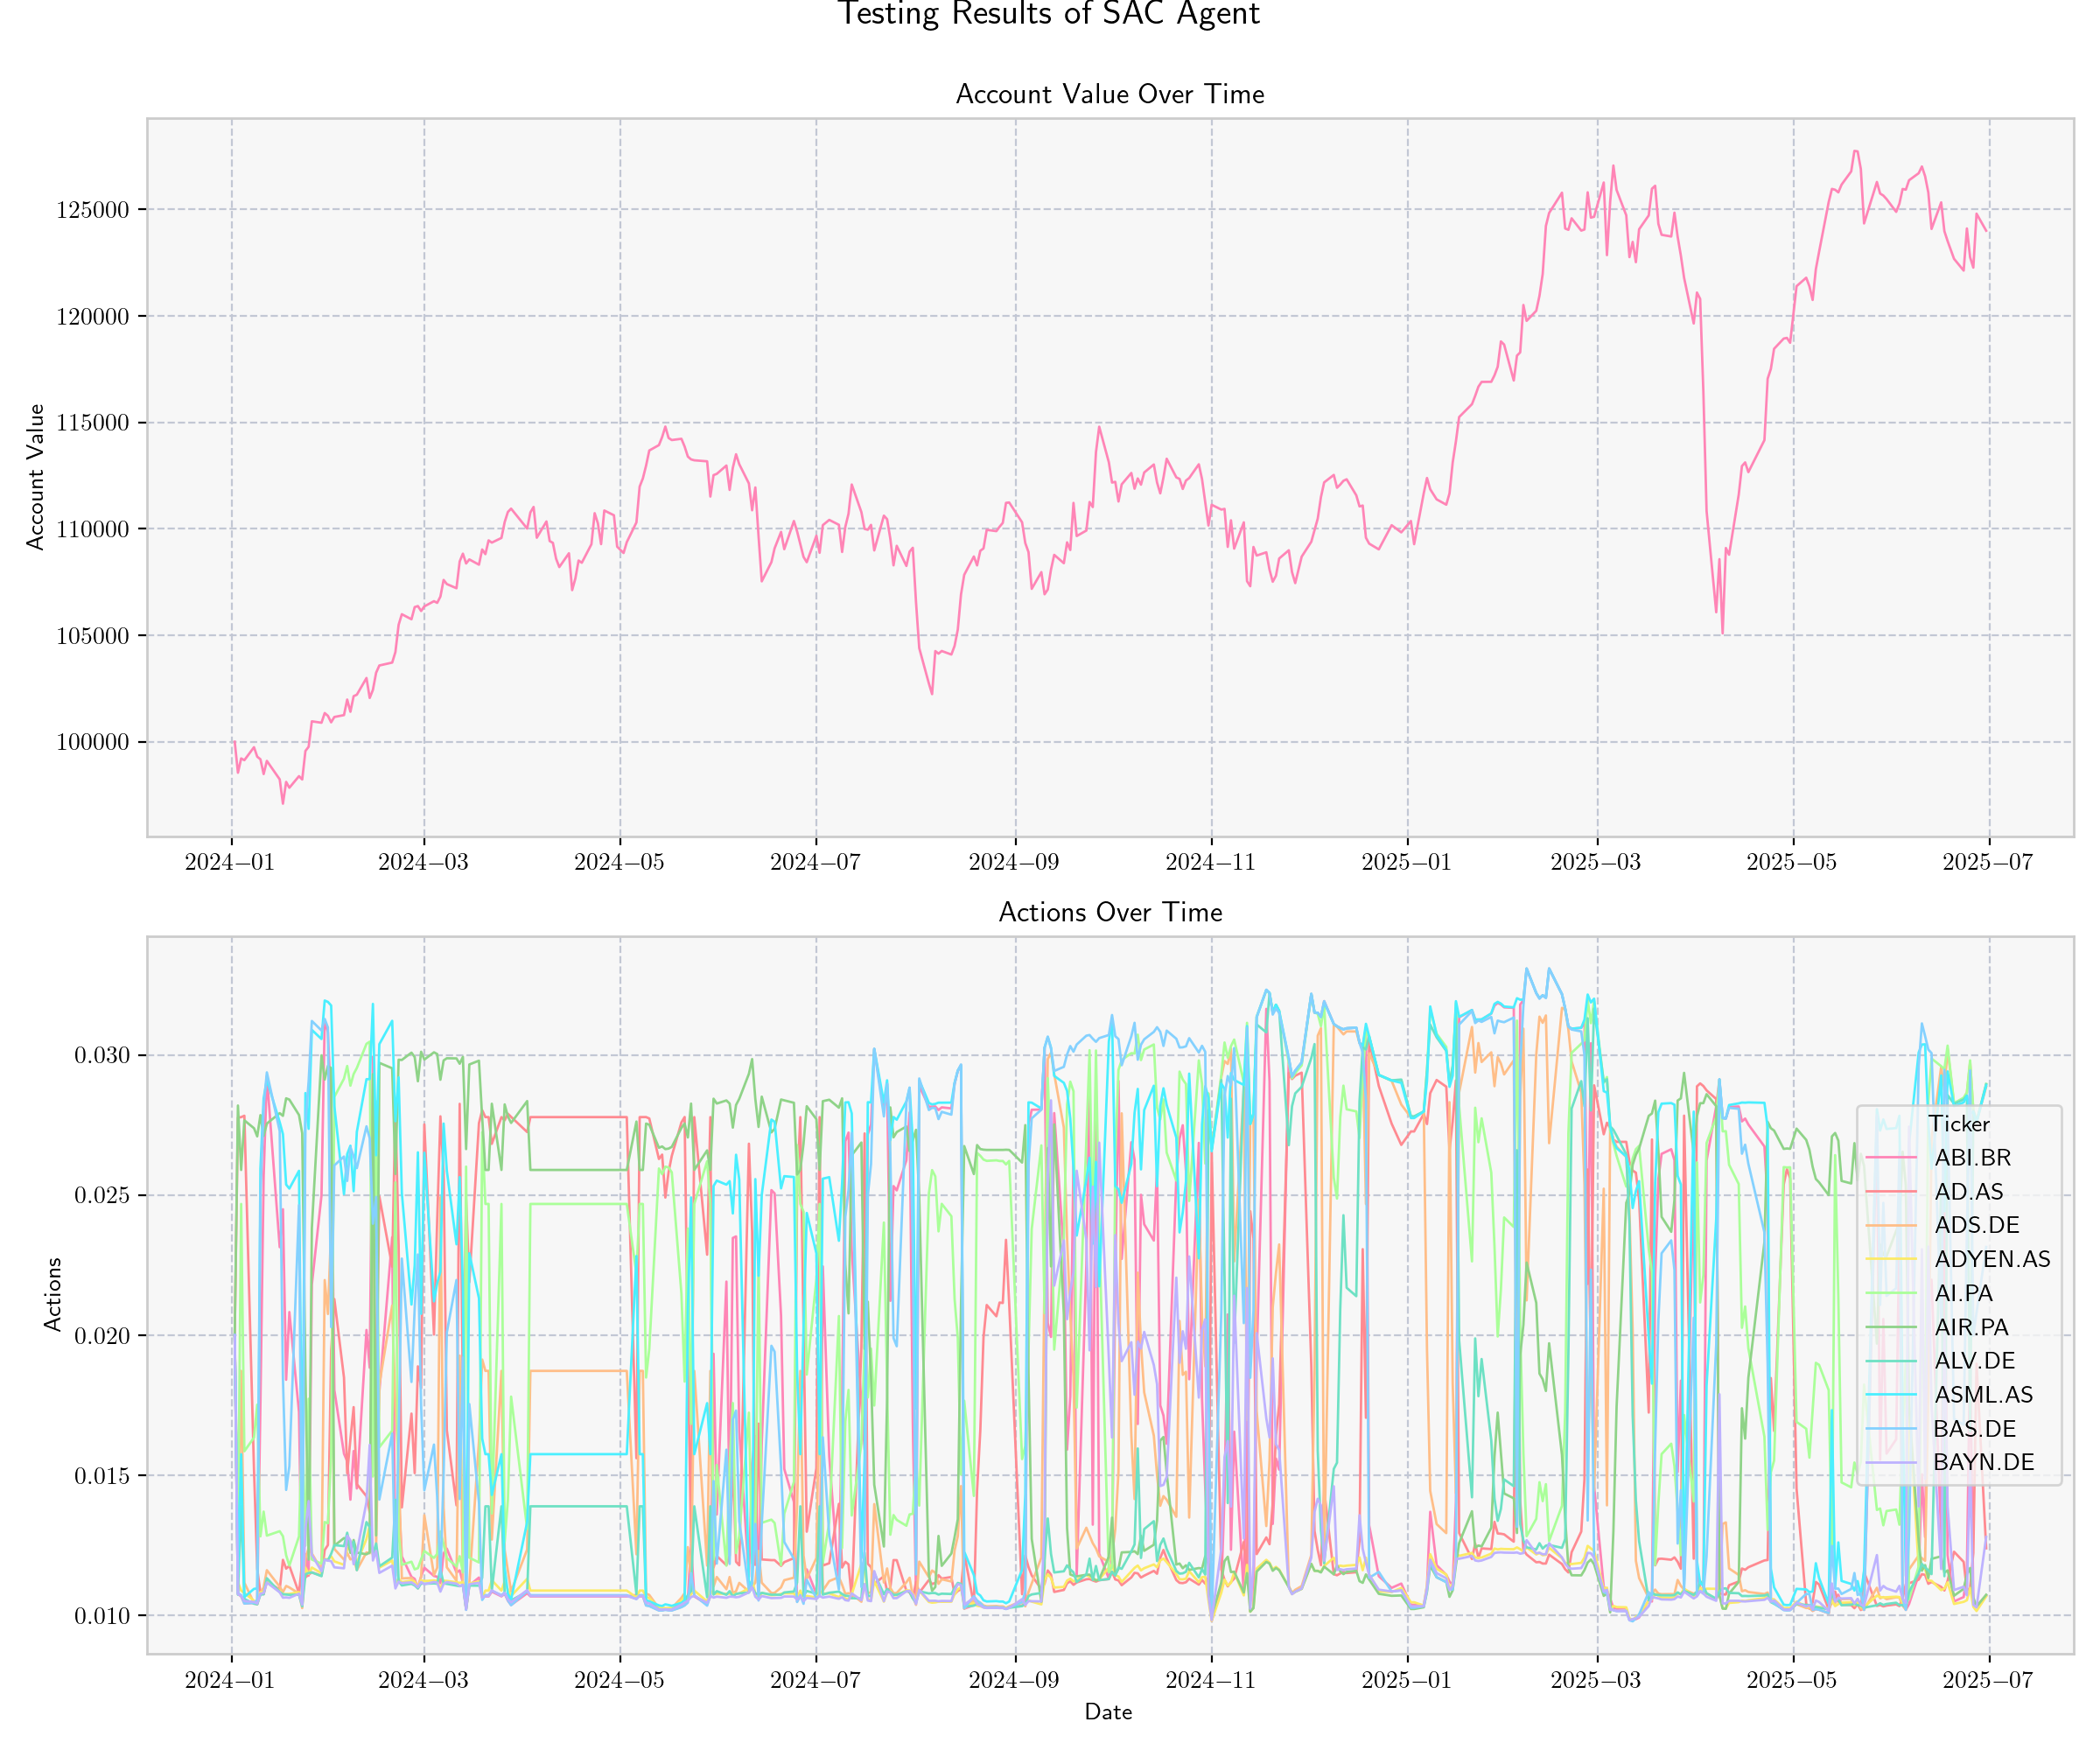 Testing Results of SAC Agent
Account Value Over Time
Account Value
125000
120000
115000
110000
105000
100000
2024−01 2024−03 2024−05 2024−07 2024−09 2024−11 2025−01 2025−03 2025−05 2025−07
Actions Over Time
Actions
0.030
0.025
0.020
0.015
0.010
Ticker
ABI.BR
AD.AS
ADS.DE
ADYEN.AS
AI.PA
AIR.PA
ALV.DE
ASML.AS
BAS.DE
BAYN.DE
2024−01 2024−03 2024−05 2024−07 2024−09 2024−11 2025−01 2025−03 2025−05 2025−07
Date